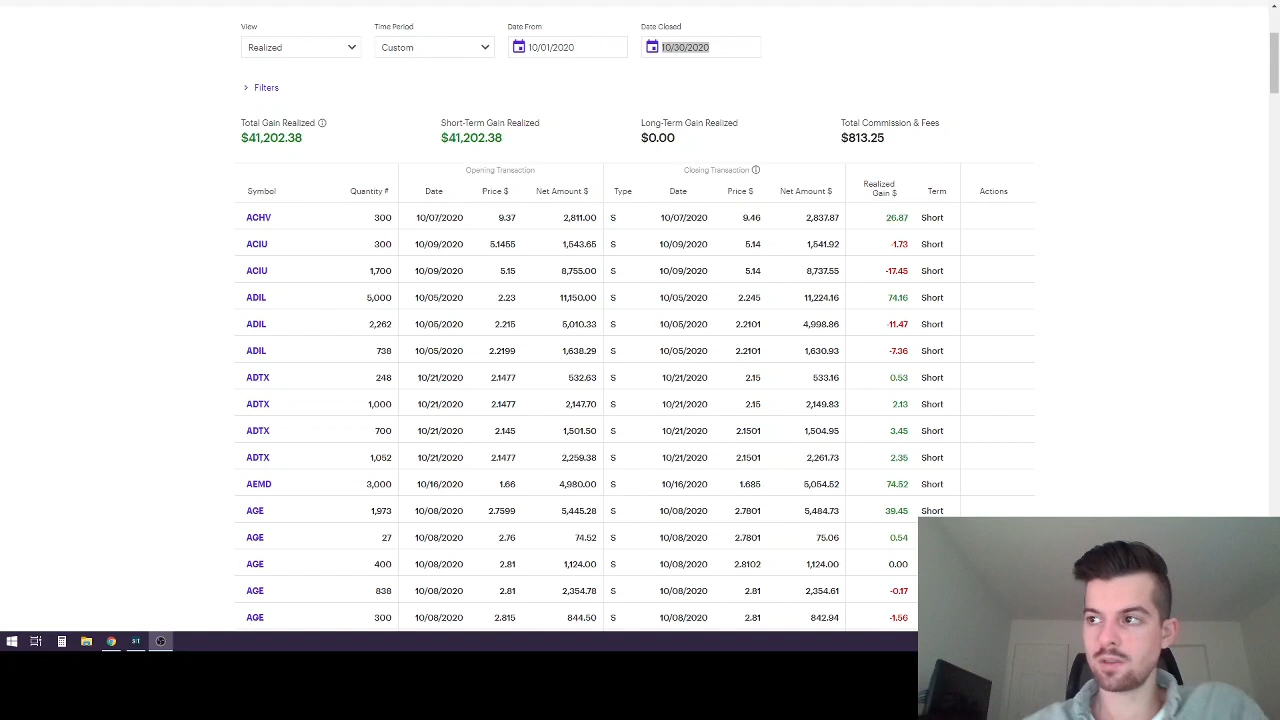 View Time Period Date From Date Closed
Realized Custom 10/01/2020 10/30/2020
Filters
Total Gain Realized Short-Term Gain Realized Long-Term Gain Realized Total Commission & Fees
$41,202.38 $41,202.38 $0.00 $813.25
Opening Transaction Closing Transaction
Symbol Quantity # Date Price $ Net Amount $ Type Date Price $ Net Amount $ Realized Gain $ Term Actions
ACHV 300 10/07/2020 9.37 2,811.00 S 10/07/2020 9.46 2,837.87 26.87 Short
ACIU 300 10/09/2020 5.1455 1,543.65 S 10/09/2020 5.14 1,541.92 -1.73 Short
ACIU 1,700 10/09/2020 5.15 8,755.00 S 10/09/2020 5.14 8,737.55 -17.45 Short
ADIL 5,000 10/05/2020 2.23 11,150.00 S 10/05/2020 2.245 11,224.16 74.16 Short
ADIL 2,262 10/05/2020 2.215 5,010.33 S 10/05/2020 2.2101 4,998.86 -11.47 Short
ADIL 738 10/05/2020 2.2199 1,638.29 S 10/05/2020 2.2101 1,630.93 -7.36 Short
ADTX 248 10/21/2020 2.1477 532.63 S 10/21/2020 2.15 533.16 0.53 Short
ADTX 1,000 10/21/2020 2.1477 2,147.70 S 10/21/2020 2.15 2,149.83 2.13 Short
ADTX 700 10/21/2020 2.145 1,501.50 S 10/21/2020 2.1501 1,504.95 3.45 Short
ADTX 1,052 10/21/2020 2.1477 2,259.38 S 10/21/2020 2.1501 2,261.73 2.35 Short
AEMD 3,000 10/16/2020 1.66 4,980.00 S 10/16/2020 1.685 5,054.52 74.52 Short
AGE 1,973 10/08/2020 2.7599 5,445.28 S 10/08/2020 2.7801 5,484.73 39.45 Short
AGE 27 10/08/2020 2.76 74.52 S 10/08/2020 2.7801 75.06 0.54
AGE 400 10/08/2020 2.81 1,124.00 S 10/08/2020 2.8102 1,124.00 0.00
AGE 838 10/08/2020 2.81 2,354.78 S 10/08/2020 2.81 2,354.61 -0.17
AGE 300 10/08/2020 2.815 844.50 S 10/08/2020 2.81 842.94 -1.56